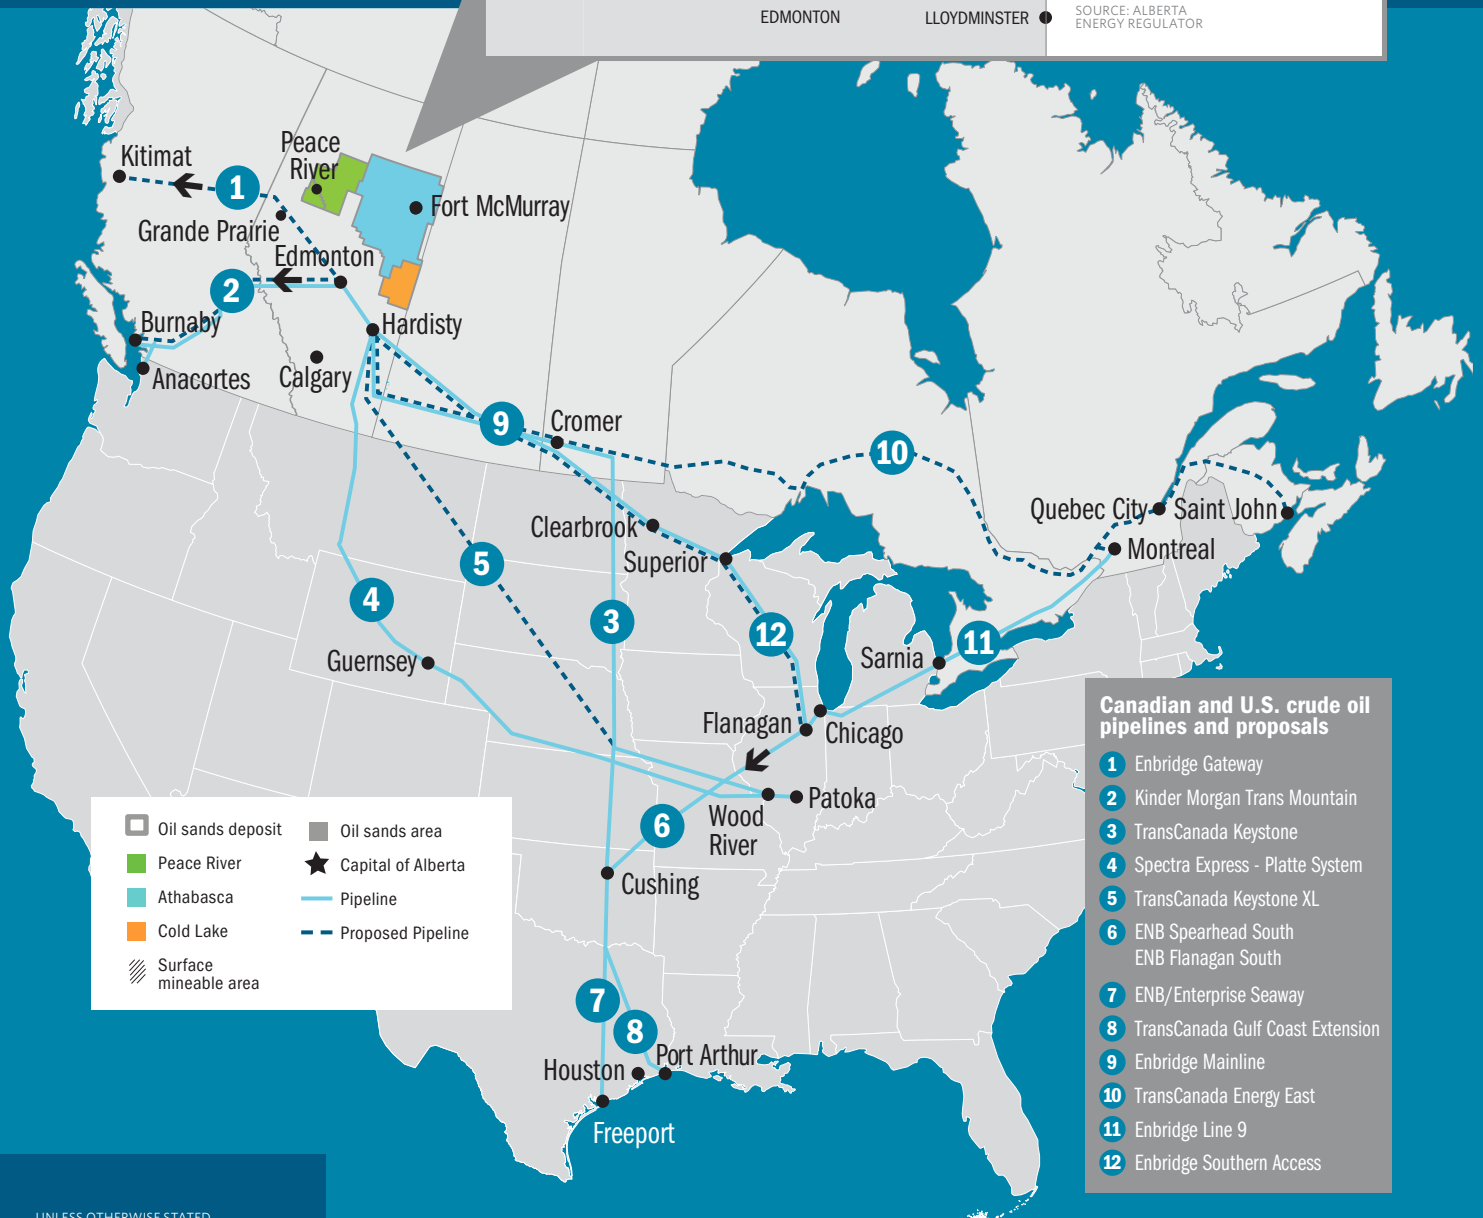 EDMONTON
LLOYDMINSTER
SOURCE: ALBERTA
ENERGY REGULATOR
Kitimat
Peace
River
1
Fort McMurray
Grande Prairie
Edmonton
2
Burnaby
Hardisty
Anacortes
Calgary
9
Cromer
10
Clearbrook
Quebec City
Saint John
Superior
Montreal
5
4
3
12
11
Guernsey
Sarnia
Flanagan
Chicago
Patoka
Wood
River
6
Cushing
7
8
Port Arthur
Houston
Freeport
Oil sands deposit
Peace River
Athabasca
Cold Lake
Surface
mineable area
Oil sands area
Capital of Alberta
Pipeline
Proposed Pipeline
Canadian and U.S. crude oil
pipelines and proposals
1 Enbridge Gateway
2 Kinder Morgan Trans Mountain
3 TransCanada Keystone
4 Spectra Express - Platte System
5 TransCanada Keystone XL
6 ENB Spearhead South
ENB Flanagan South
7 ENB/Enterprise Seaway
8 TransCanada Gulf Coast Extension
9 Enbridge Mainline
10 TransCanada Energy East
11 Enbridge Line 9
12 Enbridge Southern Access
UNLESS OTHERWISE STATED